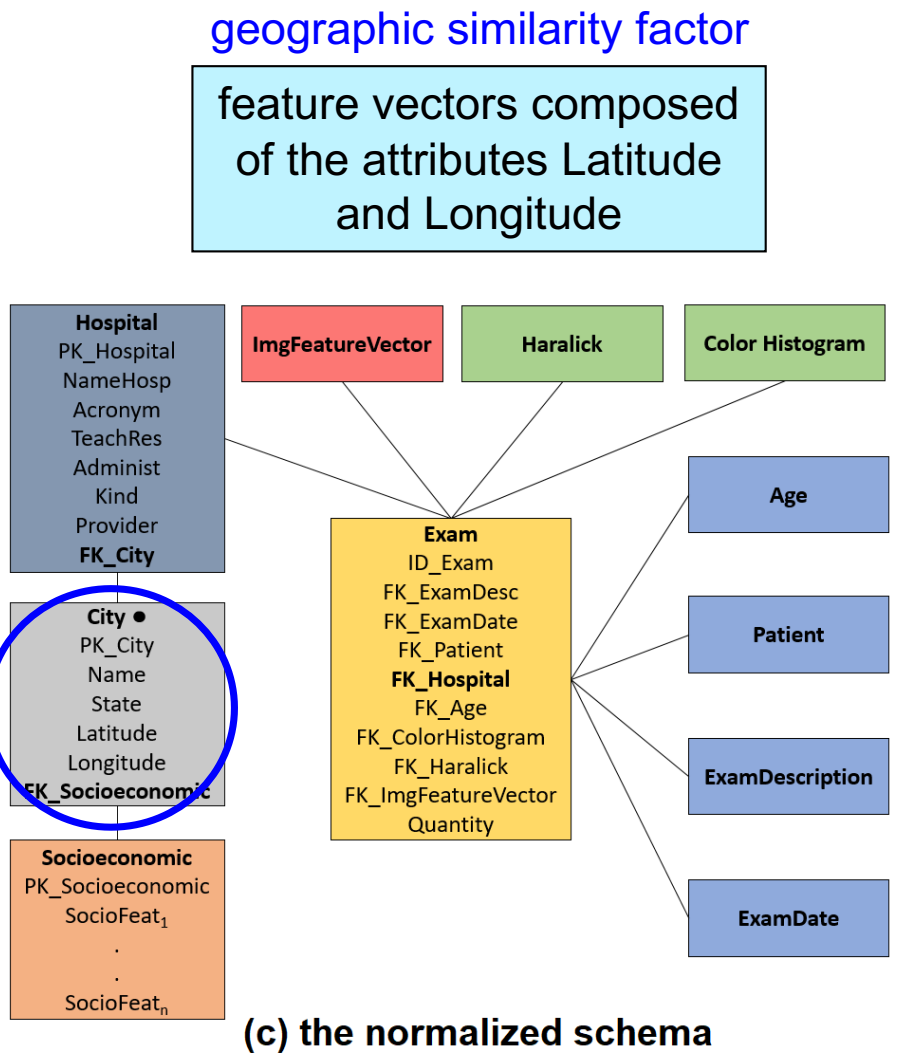 geographic similarity factor
feature vectors composed
of the attributes Latitude
and Longitude
Hospital
PK_Hospital
NameHosp
Acronym
TeachRes
Administ
Kind
Provider
FK_City
ImgFeatureVector
Haralick
Color Histogram
City ●
PK_City
Name
State
Latitude
Longitude
FK_Socioeconomic
Socioeconomic
PK_Socioeconomic
SocioFeat₁
.
.
SocioFeatₙ
Exam
ID_Exam
FK_ExamDesc
FK_ExamDate
FK_Patient
FK_Hospital
FK_Age
FK_ColorHistogram
FK_Haralick
FK_ImgFeatureVector
Quantity
Age
Patient
ExamDescription
ExamDate
(c) the normalized schema